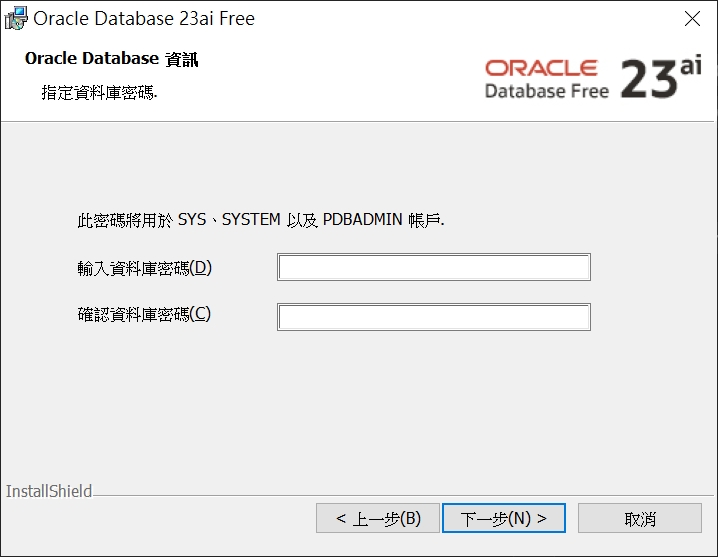 Oracle Database 23ai Free
Oracle Database 資訊
指定資料庫密碼.
ORACLE
Database Free 23ai
此密碼將用於 SYS、SYSTEM 以及 PDBADMIN 帳戶.
輸入資料庫密碼(D)
確認資料庫密碼(C)
InstallShield
< 上一步(B) 下一步(N) > 取消